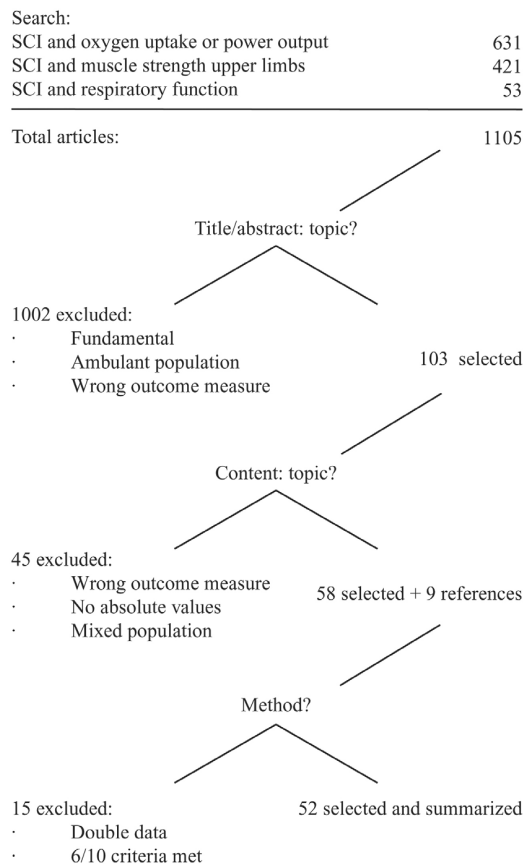 Search:
SCI and oxygen uptake or power output 631
SCI and muscle strength upper limbs 421
SCI and respiratory function 53
Total articles: 1105
Title/abstract: topic?
1002 excluded:
· Fundamental
· Ambulant population
· Wrong outcome measure
103 selected
Content: topic?
45 excluded:
· Wrong outcome measure
· No absolute values
· Mixed population
58 selected + 9 references
Method?
15 excluded:
· Double data
· 6/10 criteria met
52 selected and summarized